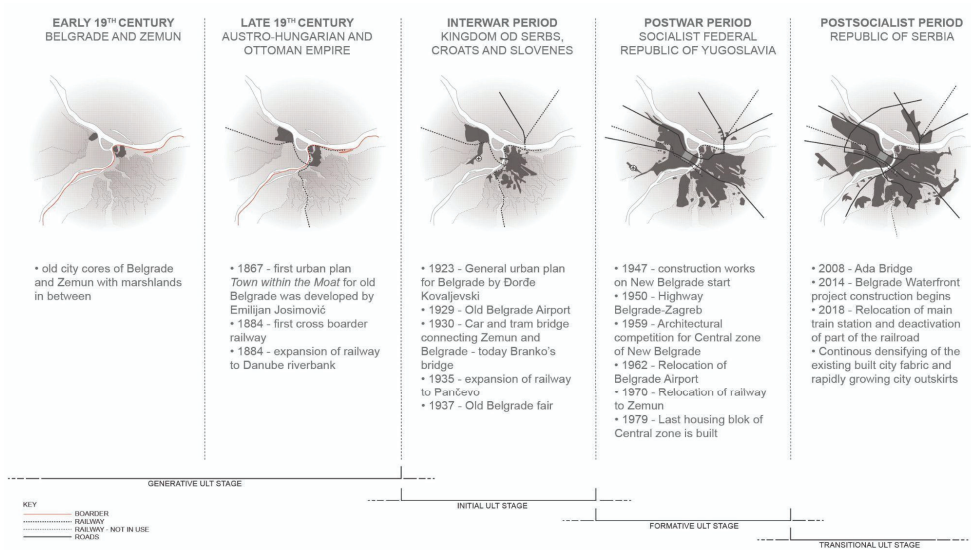 EARLY 19TH CENTURY
BELGRADE AND ZEMUN
• old city cores of Belgrade
and Zemun with marshlands
in between
LATE 19TH CENTURY
AUSTRO-HUNGARIAN AND
OTTOMAN EMPIRE
• 1867 - first urban plan
Town within the Moat for old
Belgrade was developed by
Emilijan Josimović
• 1884 - first cross boarder
railway
• 1884 - expansion of railway
to Danube riverbank
INTERWAR PERIOD
KINGDOM OD SERBS,
CROATS AND SLOVENES
• 1923 - General urban plan
for Belgrade by Đorđe
Kovaljevski
• 1929 - Old Belgrade Airport
• 1930 - Car and tram bridge
connecting Zemun and
Belgrade - today Branko's
bridge
• 1935 - expansion of railway
to Pančevo
• 1937 - Old Belgrade fair
POSTWAR PERIOD
SOCIALIST FEDERAL
REPUBLIC OF YUGOSLAVIA
• 1947 - construction works
on New Belgrade start
• 1950 - Highway
Belgrade-Zagreb
• 1959 - Architectural
competition for Central zone
of New Belgrade
• 1962 - Relocation of
Belgrade Airport
• 1970 - Relocation of railway
to Zemun
• 1979 - Last housing blok of
Central zone is built
POSTSOCIALIST PERIOD
REPUBLIC OF SERBIA
• 2008 - Ada Bridge
• 2014 - Belgrade Waterfront
project construction begins
• 2018 - Relocation of main
train station and deactivation
of part of the railroad
• Continous densifying of the
existing built city fabric and
rapidly growing city outskirts
GENERATIVE ULT STAGE
INITIAL ULT STAGE
FORMATIVE ULT STAGE
TRANSITIONAL ULT STAGE
KEY
BOARDER
RAILWAY
RAILWAY - NOT IN USE
ROADS